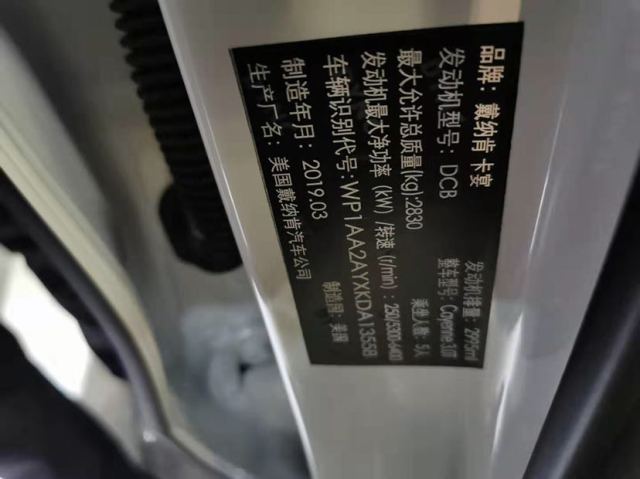 品牌：戴纳肯 卡宴
发动机型号：DCB 发动机排量：2995ml
最大允许总质量(kg):2830 整车型号：Cayenne 3.0T
发动机最大净功率（kW）/转速（r/min）：250/5300-6400 乘坐人数：5人
车辆识别代号:WP1AA2AYXKDA13558
制造年月：2019.03 制造国：美国
生产厂名：美国戴纳肯汽车公司